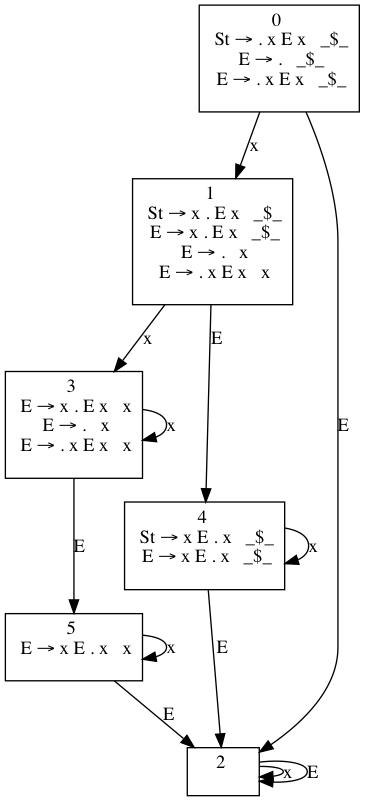 0
St → . x E x _$_
E → . _$_
E → . x E x _$_
x
1
St → x . E x _$_
E → x . E x _$_
E → . x
E → . x E x x
x
E
3
E → x . E x x
E → . x
E → . x E x x
x
E
E
4
St → x E . x _$_
E → x E . x _$_
x
5
E → x E . x x
x
E
E
2
x
E